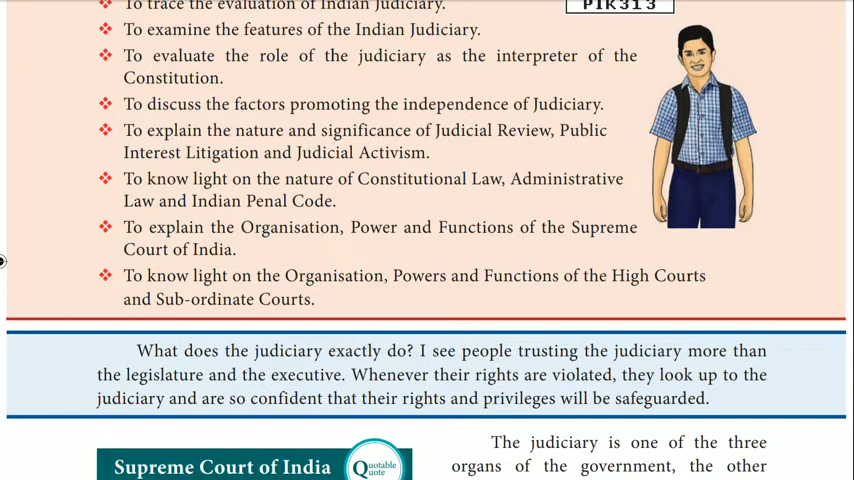 To trace the evaluation of Indian Judiciary.
PTK313
To examine the features of the Indian Judiciary.
To evaluate the role of the judiciary as the interpreter of the
Constitution.
To discuss the factors promoting the independence of Judiciary.
To explain the nature and significance of Judicial Review, Public
Interest Litigation and Judicial Activism.
To know light on the nature of Constitutional Law, Administrative
Law and Indian Penal Code.
To explain the Organisation, Power and Functions of the Supreme
Court of India.
To know light on the Organisation, Powers and Functions of the High Courts
and Sub-ordinate Courts.
What does the judiciary exactly do? I see people trusting the judiciary more than
the legislature and the executive. Whenever their rights are violated, they look up to the
judiciary and are so confident that their rights and privileges will be safeguarded.
Supreme Court of India
Quotable
Quote
The judiciary is one of the three
organs of the government, the other